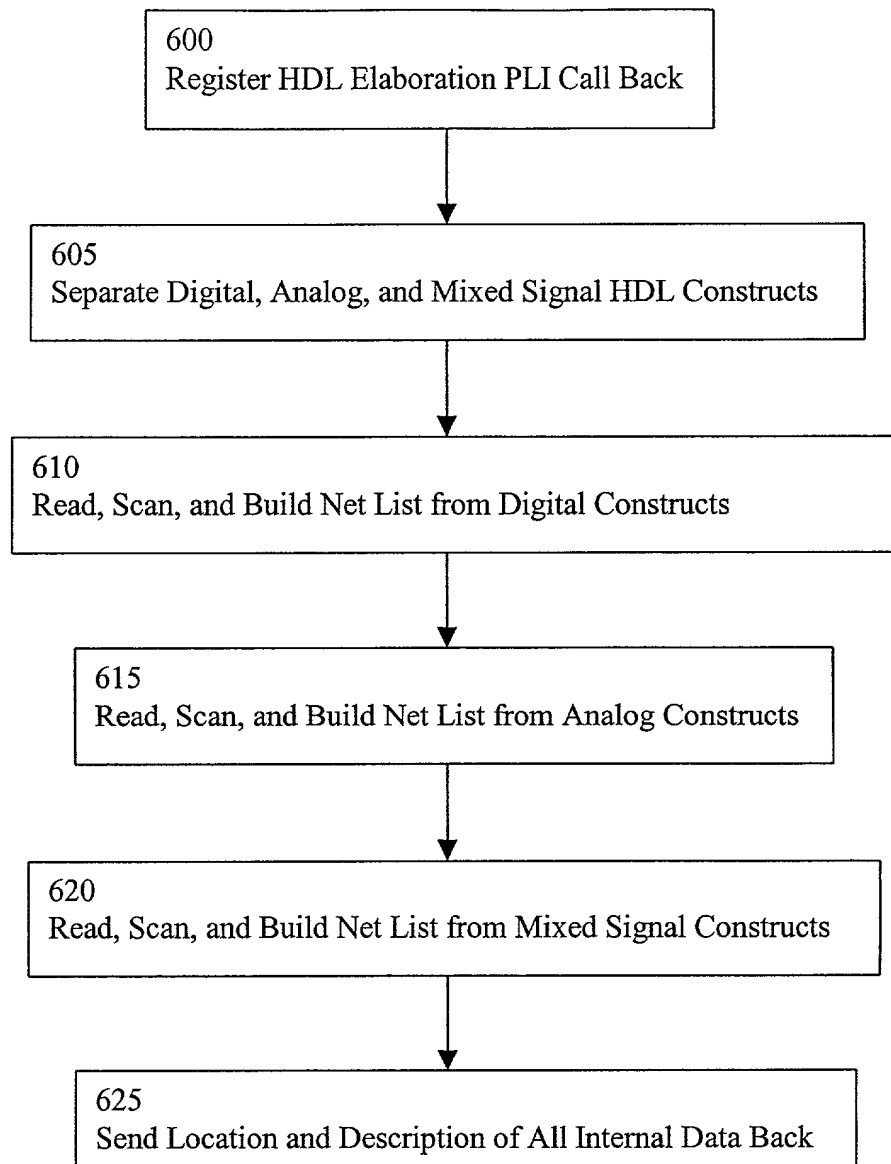 600
Register HDL Elaboration PLI Call Back
605
Separate Digital, Analog, and Mixed Signal HDL Constructs
610
Read, Scan, and Build Net List from Digital Constructs
615
Read, Scan, and Build Net List from Analog Constructs
620
Read, Scan, and Build Net List from Mixed Signal Constructs
625
Send Location and Description of All Internal Data Back